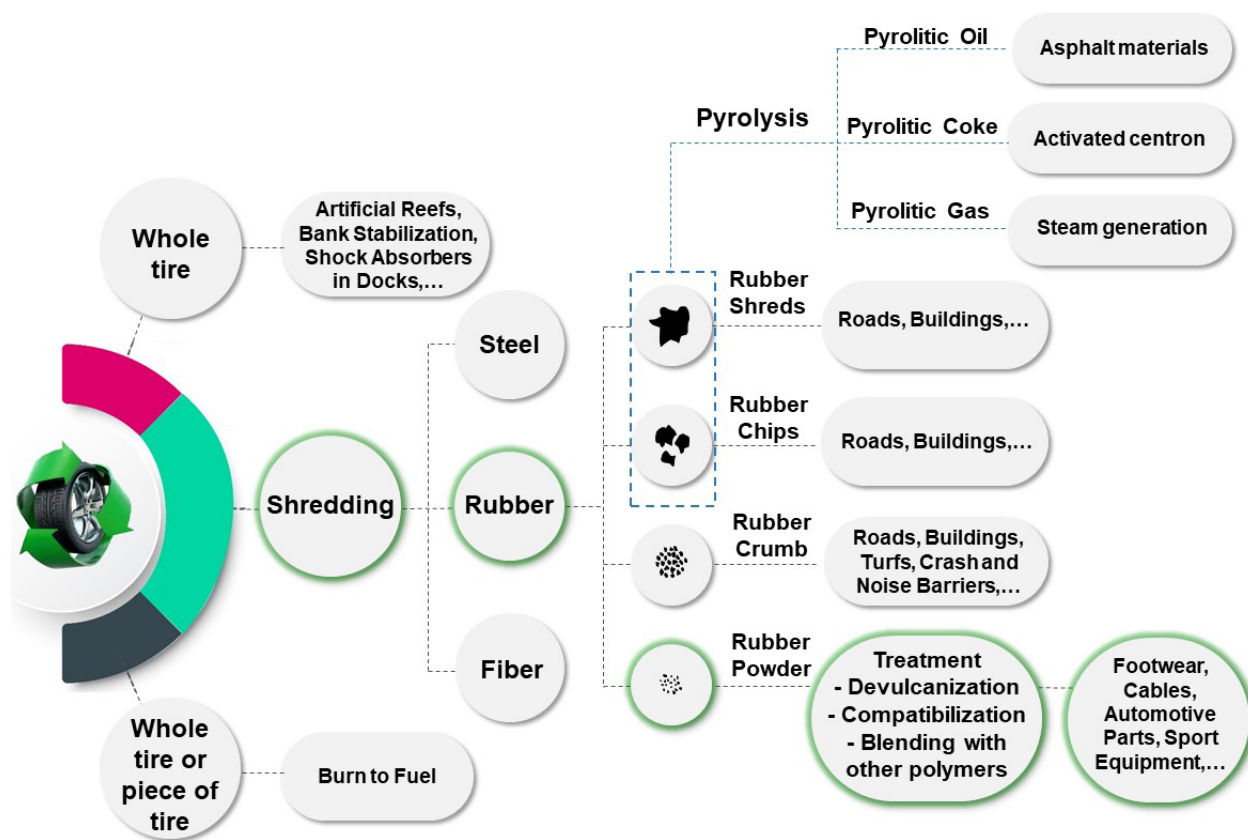 Pyrolitic Oil
Asphalt materials
Pyrolysis
Pyrolitic Coke
Activated centron
Pyrolitic Gas
Steam generation
Whole
tire
Artificial Reefs,
Bank Stabilization,
Shock Absorbers
in Docks,...
Steel
Rubber
Shreds
Roads, Buildings,...
Rubber
Chips
Roads, Buildings,...
Shredding
Rubber
Rubber
Crumb
Roads, Buildings,
Turfs, Crash and
Noise Barriers,...
Fiber
Rubber
Powder
Treatment
- Devulcanization
- Compatibilization
- Blending with
other polymers
Footwear,
Cables,
Automotive
Parts, Sport
Equipment,...
Whole
tire or
piece of
tire
Burn to Fuel